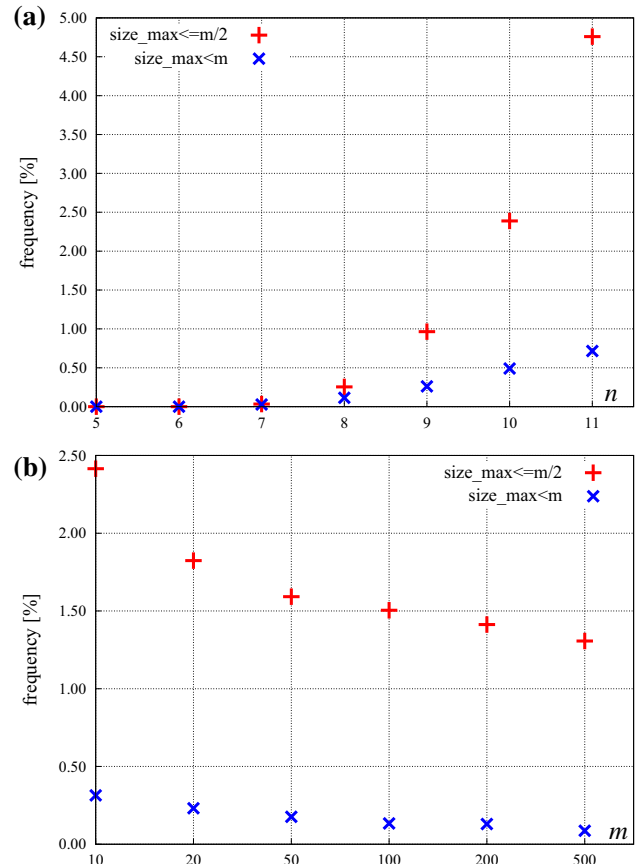 (a)
5.00
4.50
4.00
3.50
3.00
2.50
2.00
1.50
1.00
0.50
0.00
frequency [%]
size_max<=m/2
size_max<m
5 6 7 8 9 10 11
n
(b)
2.50
2.00
1.50
1.00
0.50
0.00
frequency [%]
size_max<=m/2
size_max<m
10 20 50 100 200 500
m